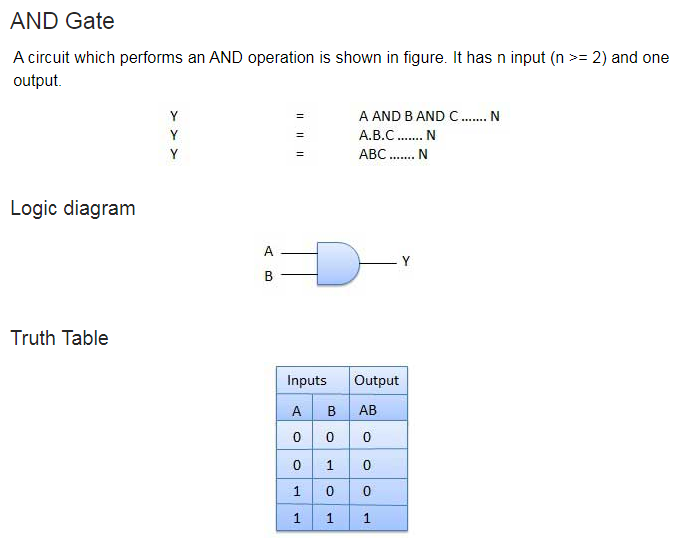 AND Gate
A circuit which performs an AND operation is shown in figure. It has n input (n >= 2) and one
output.
Y = A AND B AND C ....... N
Y = A.B.C ....... N
Y = ABC ....... N
Logic diagram
A
B
Y
Truth Table
Inputs Output
A B AB
0 0 0
0 1 0
1 0 0
1 1 1